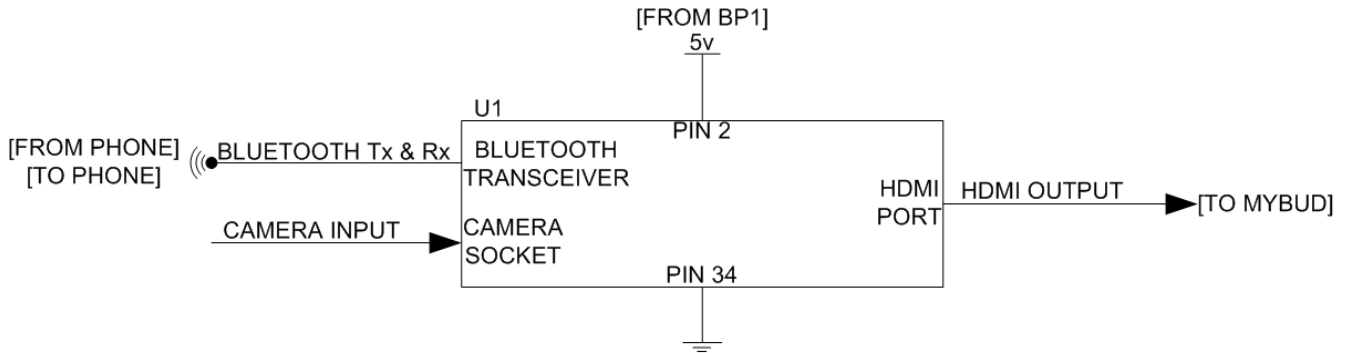 [FROM BP1]
5v
U1
PIN 2
[FROM PHONE]
[TO PHONE]
BLUETOOTH Tx & Rx
BLUETOOTH
TRANSCEIVER
HDMI
PORT
HDMI OUTPUT
[TO MYBUD]
CAMERA INPUT
CAMERA
SOCKET
PIN 34